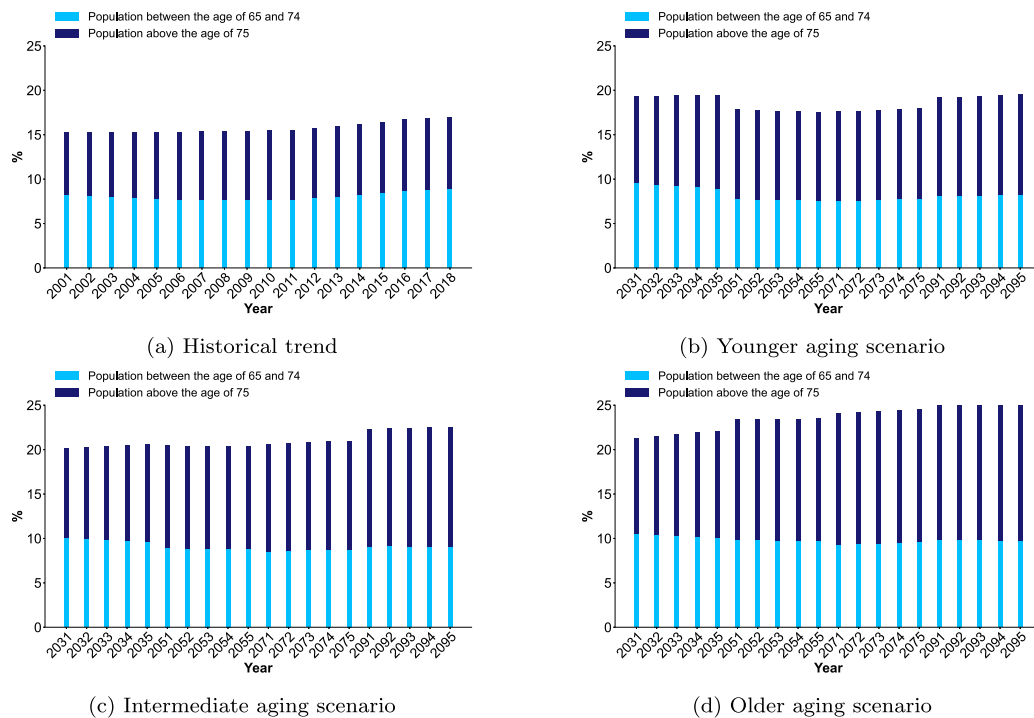 Population between the age of 65 and 74
Population above the age of 75
25
20
15
10
5
0
%
2001 2002 2003 2004 2005 2006 2007 2008 2009 2010 2011 2012 2013 2014 2015 2016 2017 2018
Year
(a) Historical trend
Population between the age of 65 and 74
Population above the age of 75
25
20
15
10
5
0
%
2031 2032 2033 2034 2035 2051 2052 2053 2054 2055 2071 2072 2073 2074 2075 2091 2092 2093 2094 2095
Year
(b) Younger aging scenario
Population between the age of 65 and 74
Population above the age of 75
25
20
15
10
5
0
%
2031 2032 2033 2034 2035 2051 2052 2053 2054 2055 2071 2072 2073 2074 2075 2091 2092 2093 2094 2095
Year
(c) Intermediate aging scenario
Population between the age of 65 and 74
Population above the age of 75
25
20
15
10
5
0
%
2031 2032 2033 2034 2035 2051 2052 2053 2054 2055 2071 2072 2073 2074 2075 2091 2092 2093 2094 2095
Year
(d) Older aging scenario